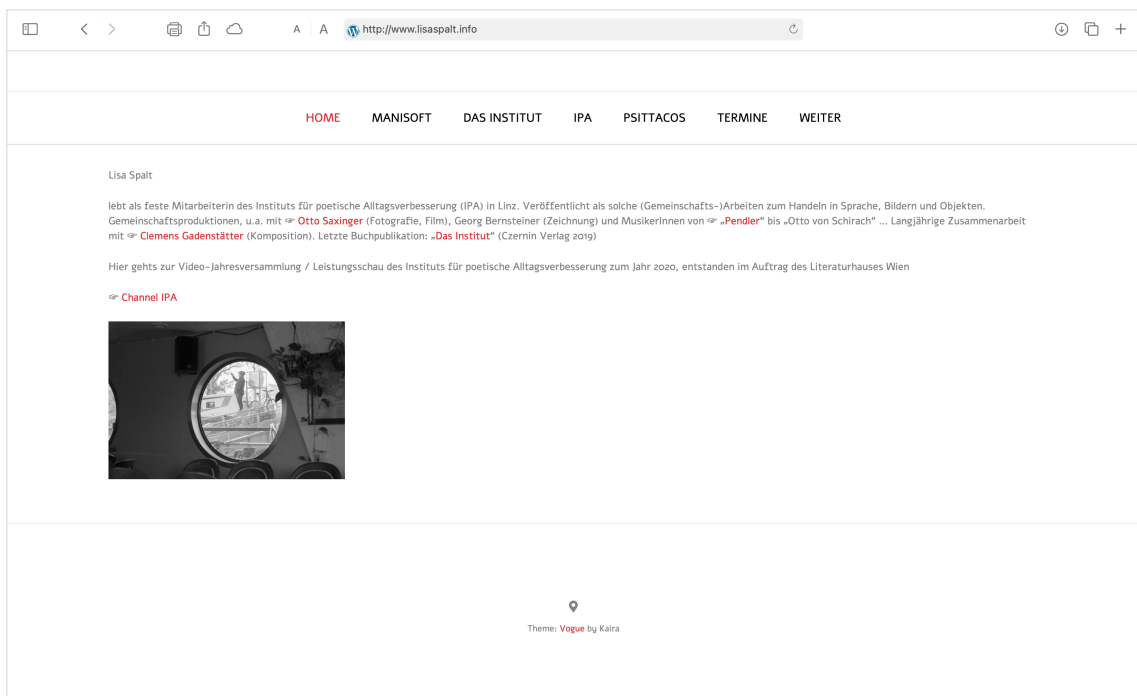 A A http://www.lisaspalt.info
HOME MANISOFT DAS INSTITUT IPA PSITTACOS TERMINE WEITER
Lisa Spalt
lebt als feste Mitarbeiterin des Instituts für poetische Alltagsverbesserung (IPA) in Linz. Veröffentlicht als solche (Gemeinschafts-)Arbeiten zum Handeln in Sprache, Bildern und Objekten.
Gemeinschaftsproduktionen, u.a. mit ☞ Otto Saxinger (Fotografie, Film), Georg Bernsteiner (Zeichnung) und MusikerInnen von ☞ „Pendler“ bis „Otto von Schirach“ ... Langjährige Zusammenarbeit
mit ☞ Clemens Gadenstätter (Komposition). Letzte Buchpublikation: „Das Institut“ (Czernin Verlag 2019)
Hier gehts zur Video-Jahresversammlung / Leistungsschau des Instituts für poetische Alltagsverbesserung zum Jahr 2020, entstanden im Auftrag des Literaturhauses Wien
☞ Channel IPA
Theme: Vogue by Kaira